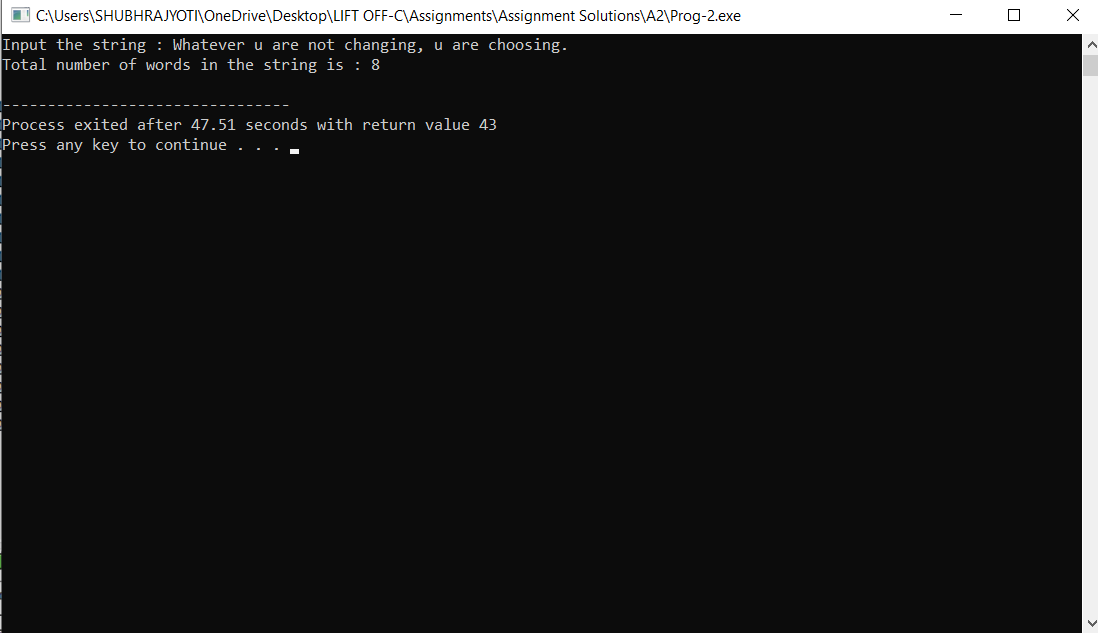 C:\Users\SHUBHRAJYOTI\OneDrive\Desktop\LIFT OFF-C\Assignments\Assignment Solutions\A2\Prog-2.exe
Input the string : Whatever u are not changing, u are choosing.
Total number of words in the string is : 8
--------------------------------
Process exited after 47.51 seconds with return value 43
Press any key to continue . . .